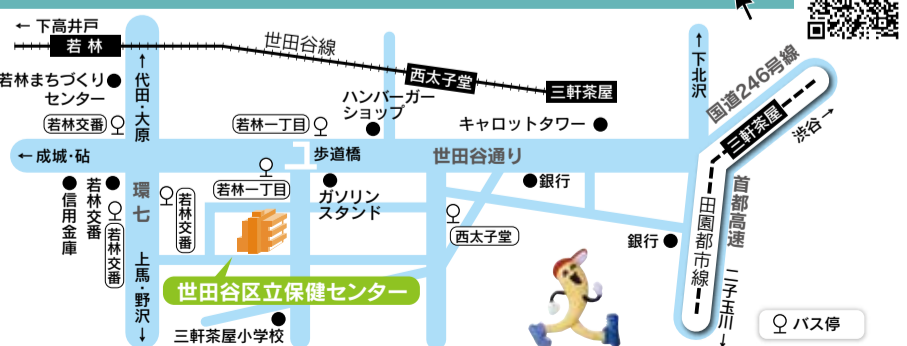 ← 下高井戸
若林
世田谷線
西太子堂
三軒茶屋
↑下北沢
国道246号線
三軒茶屋
渋谷→
若林まちづくり
センター
↑代田・大原
ハンバーガー
ショップ
キャロットタワー
若林交番
若林一丁目
← 成城・砧
歩道橋
世田谷通り
信用金庫
若林交番
若林交番
環七
若林交番
若林一丁目
ガソリン
スタンド
銀行
西太子堂
銀行
首都高速
田園都市線
上馬・野沢↓
世田谷区立保健センター
三軒茶屋小学校
二子玉川↓
バス停